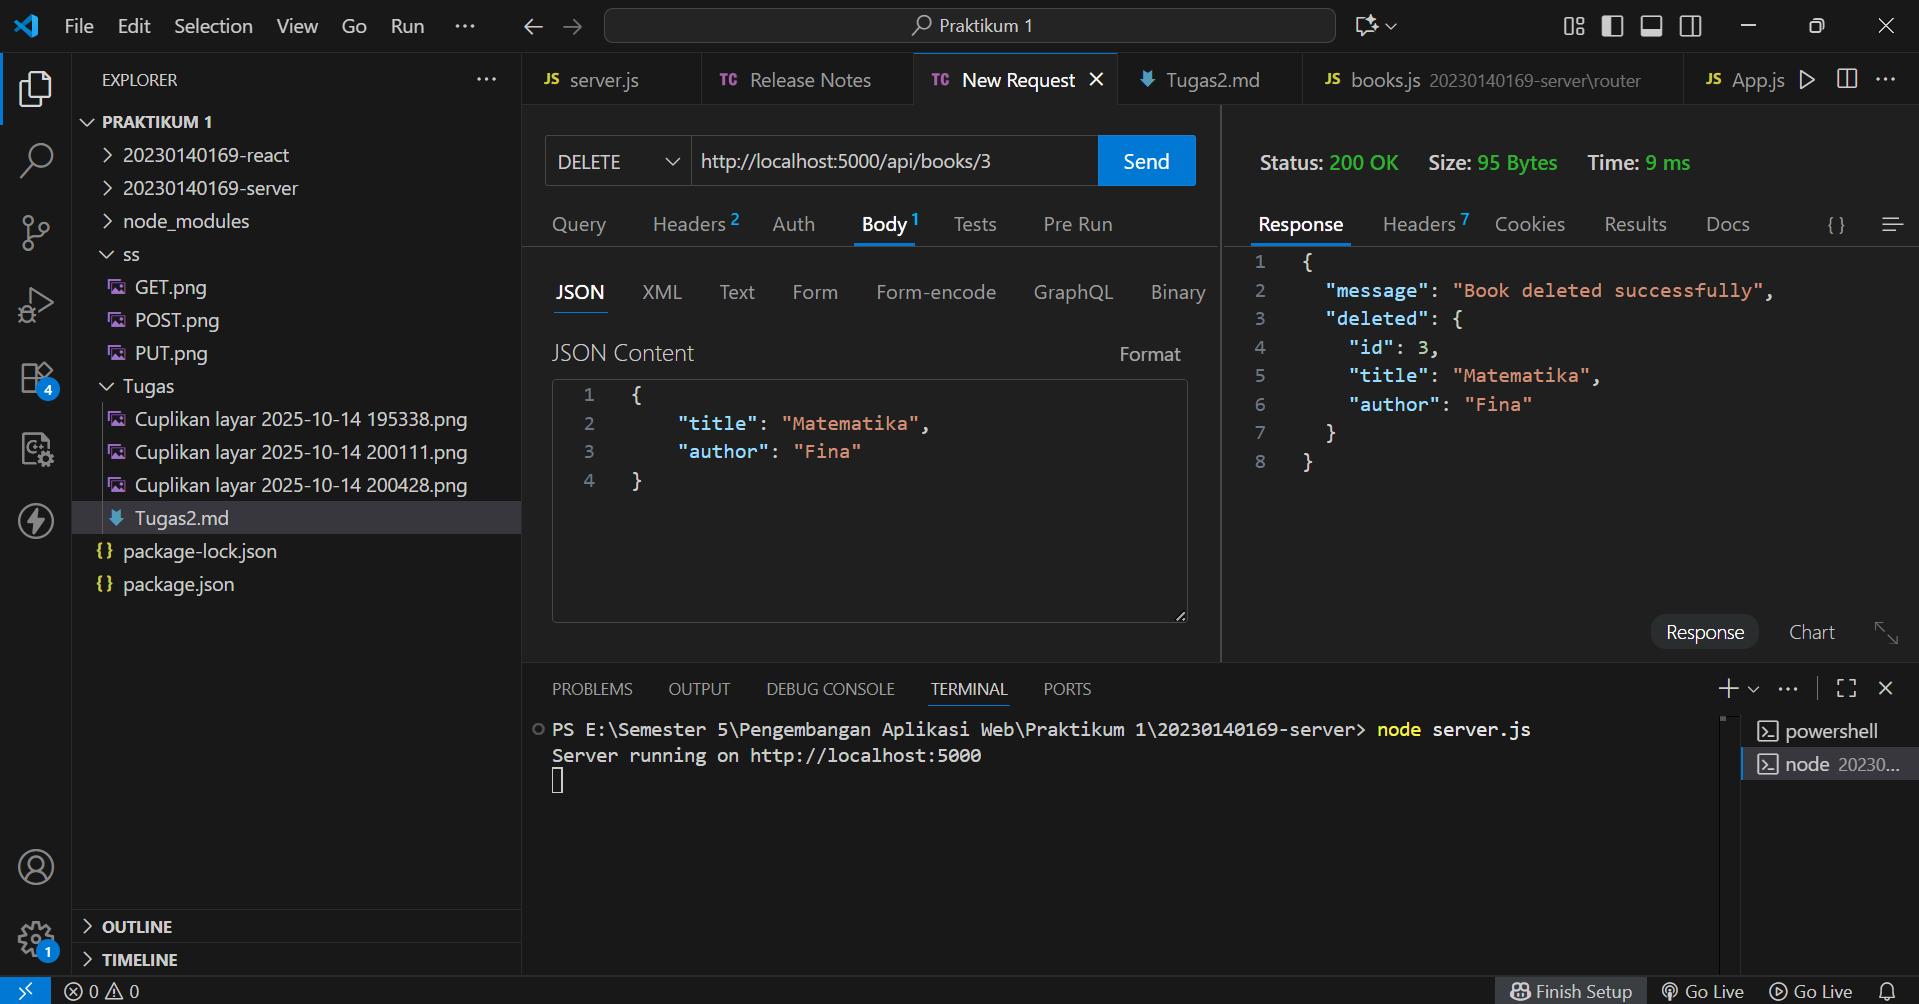 File Edit Selection View Go Run ··· Praktikum 1
EXPLORER ···
PRAKTIKUM 1
20230140169-react
20230140169-server
node_modules
ss
GET.png
POST.png
PUT.png
Tugas
Cuplikan layar 2025-10-14 195338.png
Cuplikan layar 2025-10-14 200111.png
Cuplikan layar 2025-10-14 200428.png
Tugas2.md
{} package-lock.json
{} package.json
OUTLINE
TIMELINE
4
1
JS server.js TC Release Notes TC New Request Tugas2.md JS books.js 20230140169-server\router JS App.js ···
DELETE http://localhost:5000/api/books/3 Send
Query Headers 2 Auth Body 1 Tests Pre Run
JSON XML Text Form Form-encode GraphQL Binary
JSON Content Format
1 {
2 "title": "Matematika",
3 "author": "Fina"
4 }
Status: 200 OK Size: 95 Bytes Time: 9 ms
Response Headers 7 Cookies Results Docs { }
1 {
2 "message": "Book deleted successfully",
3 "deleted": {
4 "id": 3,
5 "title": "Matematika",
6 "author": "Fina"
7 }
8 }
Response Chart
PROBLEMS OUTPUT DEBUG CONSOLE TERMINAL PORTS ···
PS E:\Semester 5\Pengembangan Aplikasi Web\Praktikum 1\20230140169-server> node server.js
Server running on http://localhost:5000
powershell
node 20230...
0 0 Finish Setup Go Live Go Live